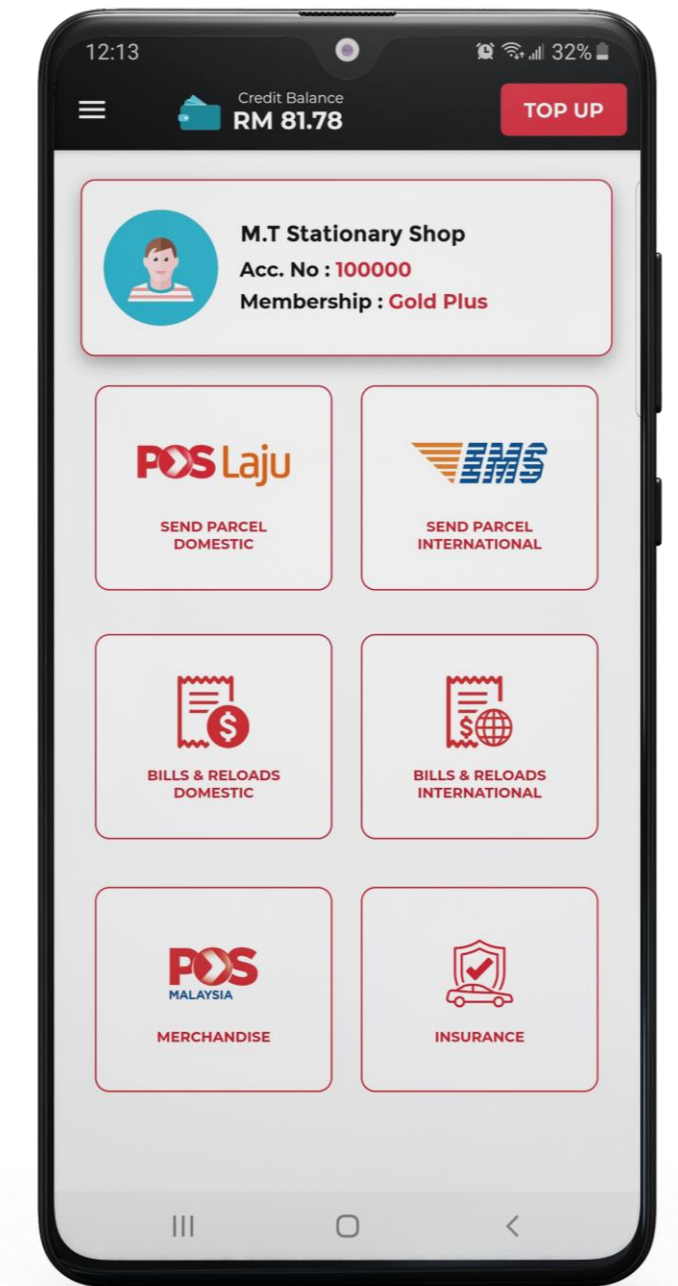 12:13
32%
Credit Balance
RM 81.78
TOP UP
M.T Stationary Shop
Acc. No : 100000
Membership : Gold Plus
POS Laju
EMS
SEND PARCEL
DOMESTIC
SEND PARCEL
INTERNATIONAL
$
$
BILLS & RELOADS
DOMESTIC
BILLS & RELOADS
INTERNATIONAL
POS
MALAYSIA
MERCHANDISE
INSURANCE